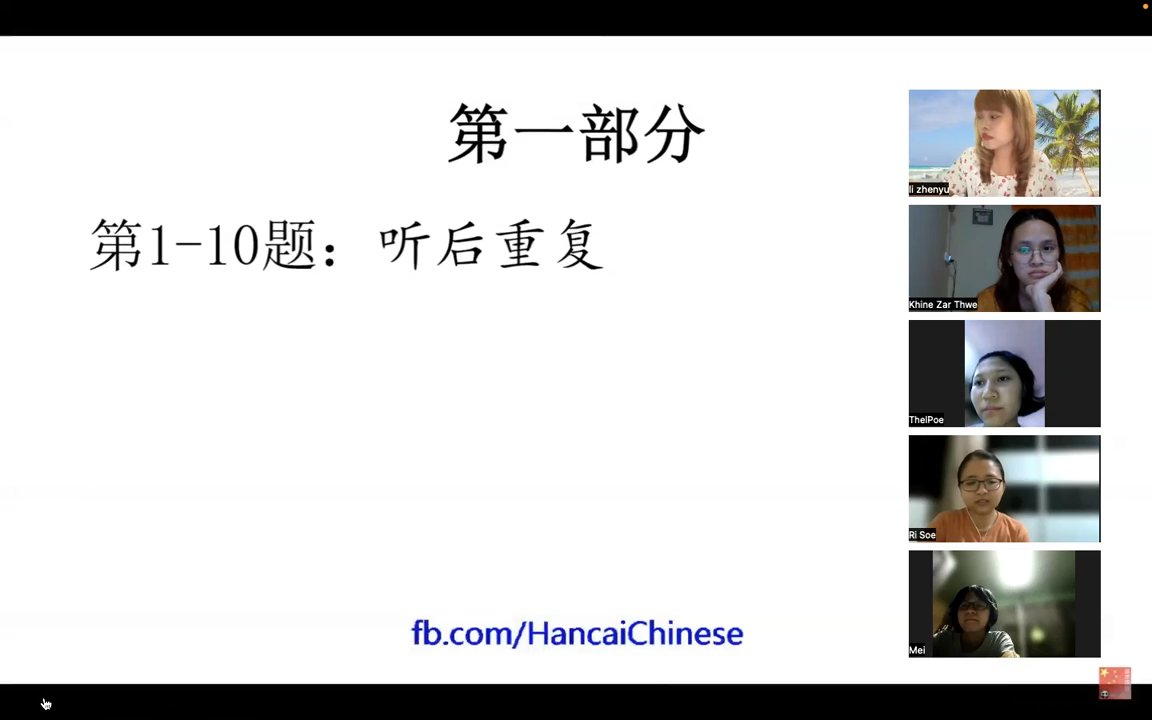 第一部分
第1-10题：听后重复
li zhenyu
Khine Zar Thwe
ThelPoe
Ri Soe
Mei
fb.com/HancaiChinese